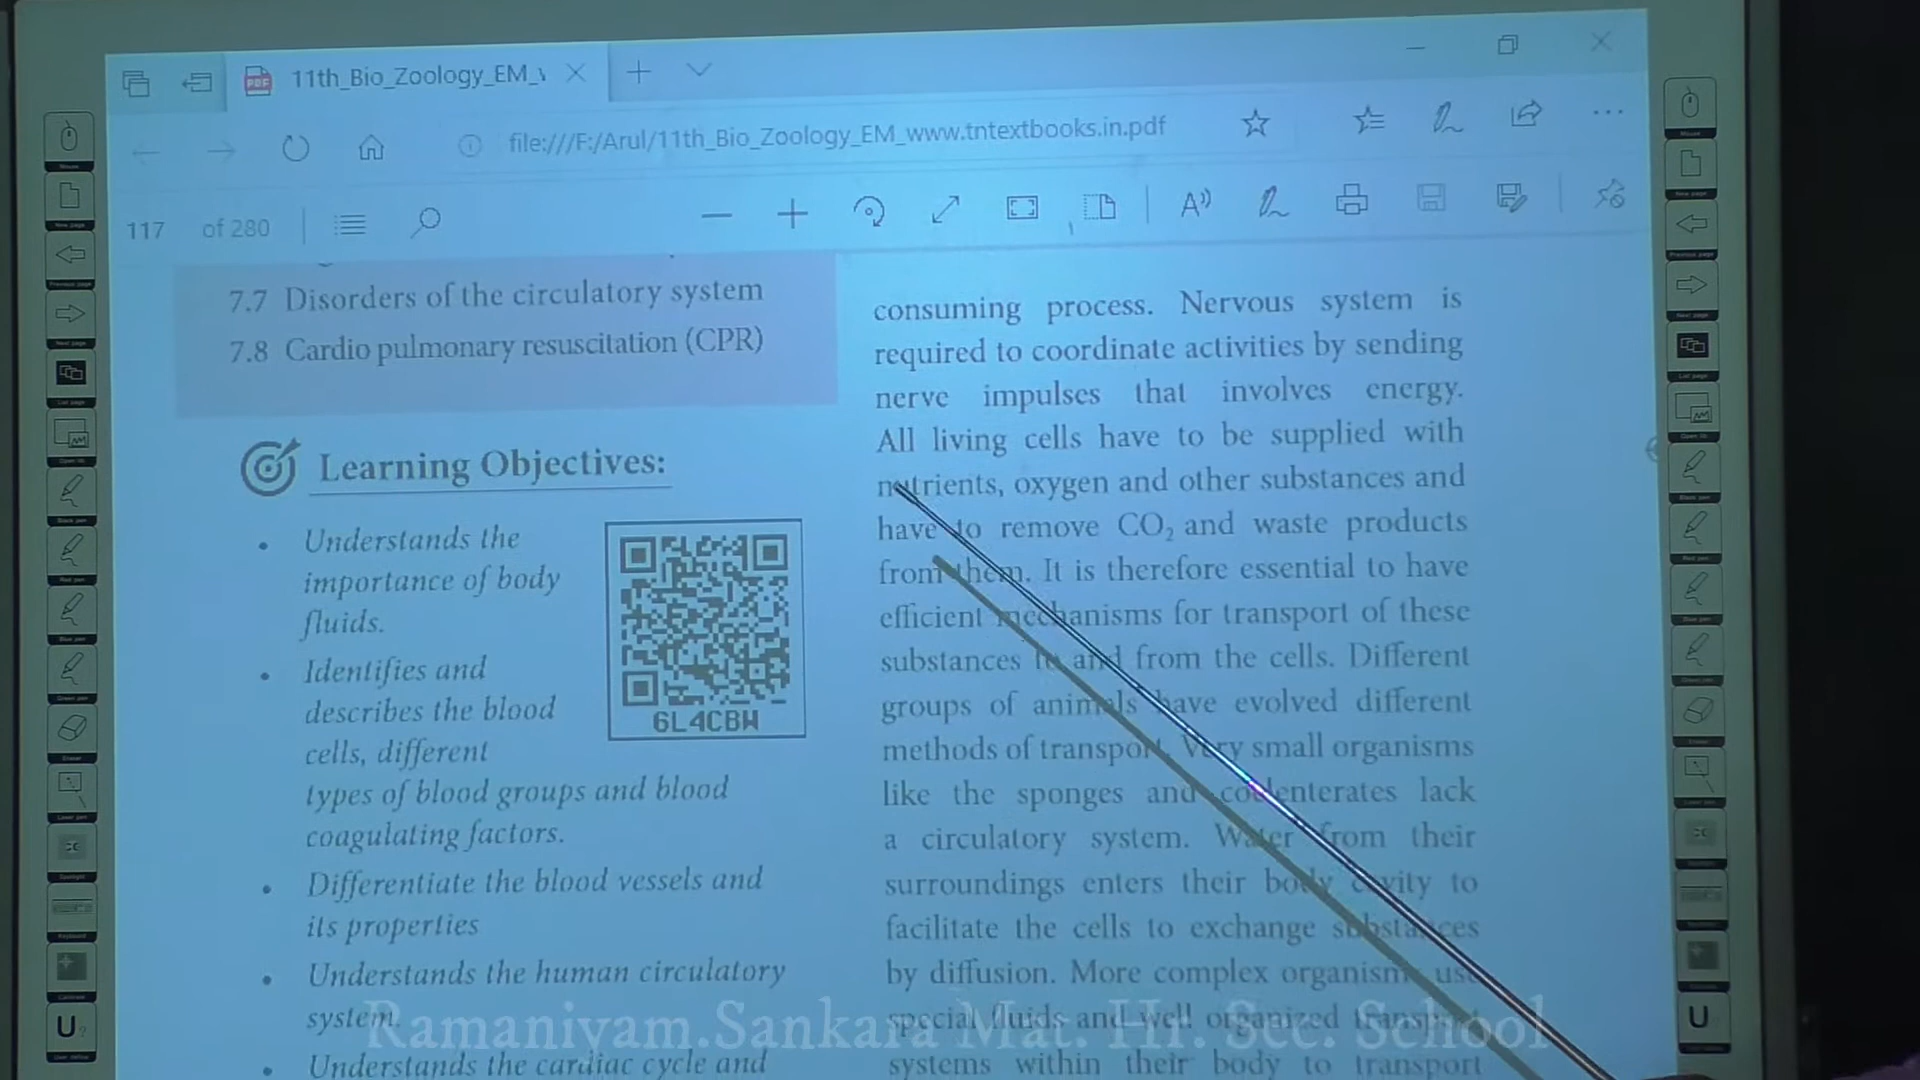 11th_Bio_Zoology_EM_
file:///F:/Arul/11th_Bio_Zoology_EM_www.tntextbooks.in.pdf
117 of 280
7.7 Disorders of the circulatory system
7.8 Cardio pulmonary resuscitation (CPR)
Learning Objectives:
• Understands the
importance of body
fluids.
• Identifies and
describes the blood
cells, different
types of blood groups and blood
coagulating factors.
• Differentiate the blood vessels and
its properties
• Understands the human circulatory
system.
• Understands the cardiac cycle and
6L4CBW
consuming process. Nervous system is
required to coordinate activities by sending
nerve impulses that involves energy.
All living cells have to be supplied with
nutrients, oxygen and other substances and
have to remove CO₂ and waste products
from them. It is therefore essential to have
efficient mechanisms for transport of these
substances to and from the cells. Different
groups of animals have evolved different
methods of transport. Very small organisms
like the sponges and coelenterates lack
a circulatory system. Water from their
surroundings enters their body cavity to
facilitate the cells to exchange substances
by diffusion. More complex organisms use
special fluids and well organized transport
systems within their body to transport
Ramaniyam.Sankara Mat. Hr. Sec. School